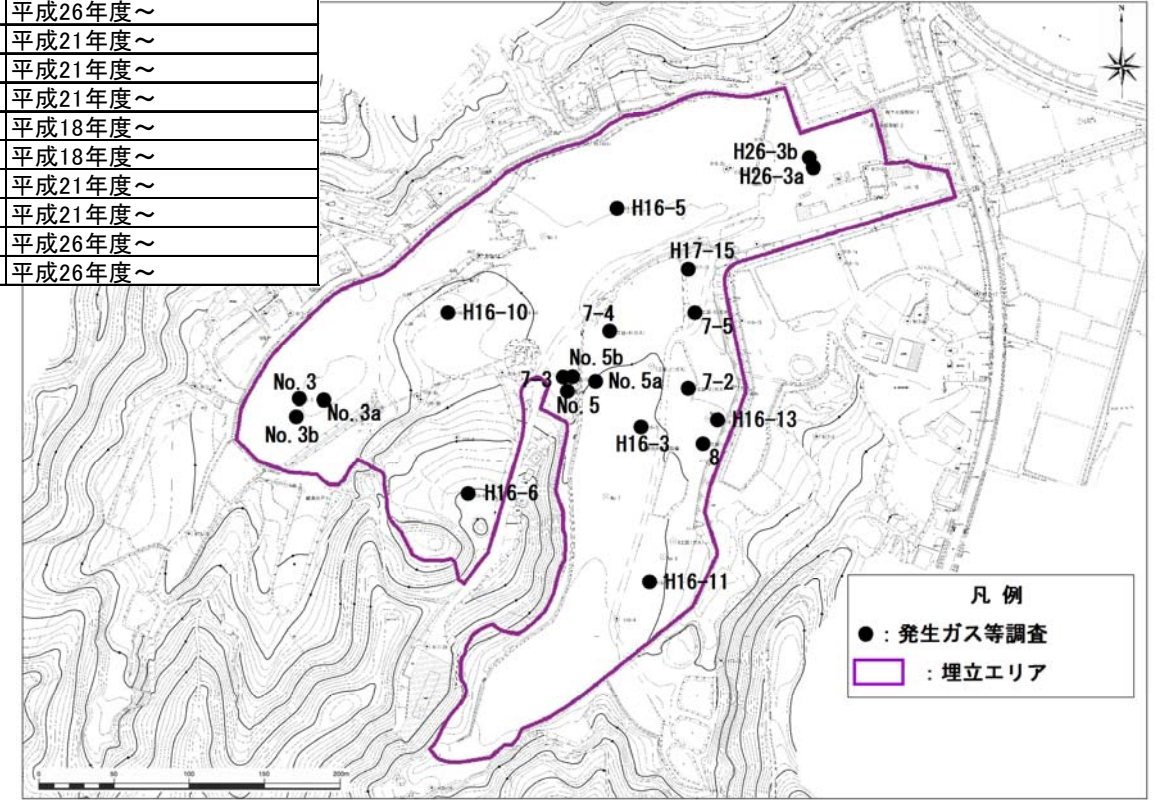 平成26年度～
平成21年度～
平成21年度～
平成21年度～
平成18年度～
平成18年度～
平成21年度～
平成21年度～
平成26年度～
平成26年度～
N
H26-3b
H26-3a
H16-5
H17-15
H16-10
7-4
7-5
No. 5b
7-3
No. 5a
No. 5
7-2
No. 3
No. 3a
No. 3b
H16-13
H16-3
8
H16-6
H16-11
凡 例
●：発生ガス等調査
：埋立エリア
0 50 100 150 200m